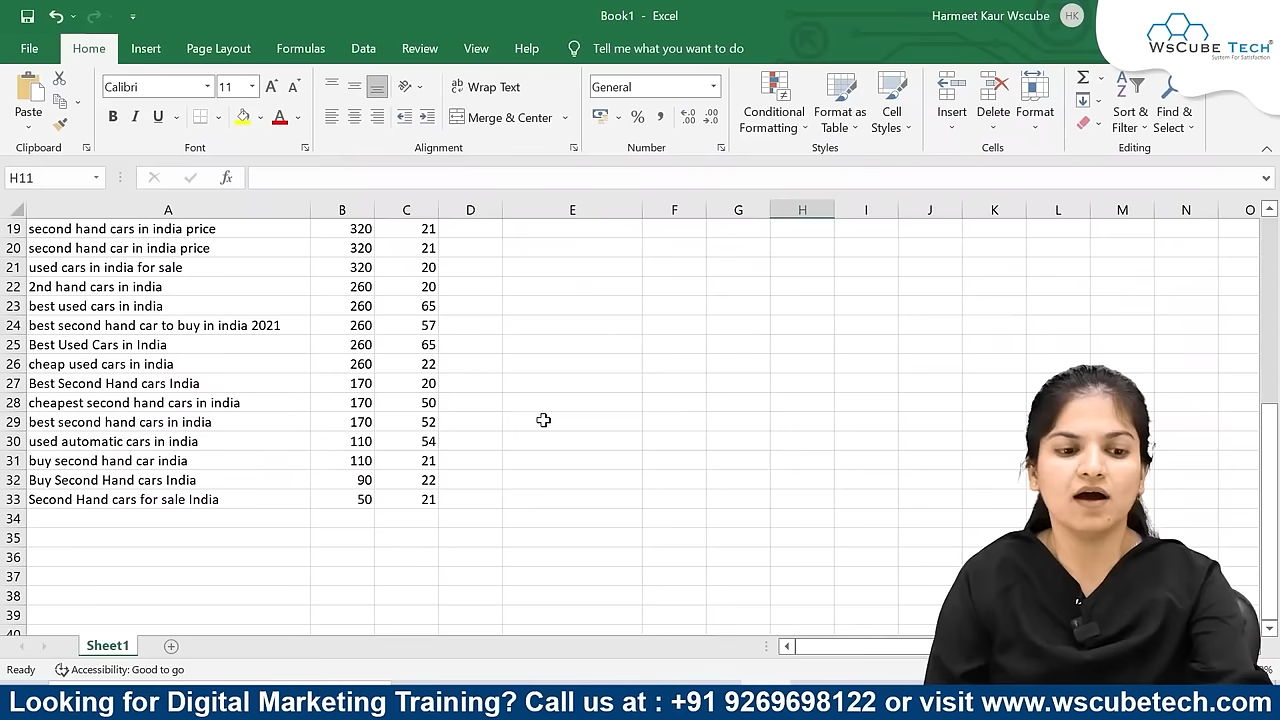 Book1 - Excel
Harmeet Kaur Wscube
HK
WsCube Tech
System For Satisfaction
File Home Insert Page Layout Formulas Data Review View Help Tell me what you want to do
Calibri 11
Wrap Text
General
Paste
B I U
Merge & Center
% ,
Conditional Formatting
Format as Table
Cell Styles
Insert Delete Format
Sort & Filter
Find & Select
Clipboard Font Alignment Number Styles Cells Editing
H11 fx
A B C D E F G H I J K L M N O
19 second hand cars in india price 320 21
20 second hand car in india price 320 21
21 used cars in india for sale 320 20
22 2nd hand cars in india 260 20
23 best used cars in india 260 65
24 best second hand car to buy in india 2021 260 57
25 Best Used Cars in India 260 65
26 cheap used cars in india 260 22
27 Best Second Hand cars India 170 20
28 cheapest second hand cars in india 170 50
29 best second hand cars in india 170 52
30 used automatic cars in india 110 54
31 buy second hand car india 110 21
32 Buy Second Hand cars India 90 22
33 Second Hand cars for sale India 50 21
34
35
36
37
38
39
40
Sheet1
Ready Accessibility: Good to go
Looking for Digital Marketing Training? Call us at : +91 9269698122 or visit www.wscubetech.com